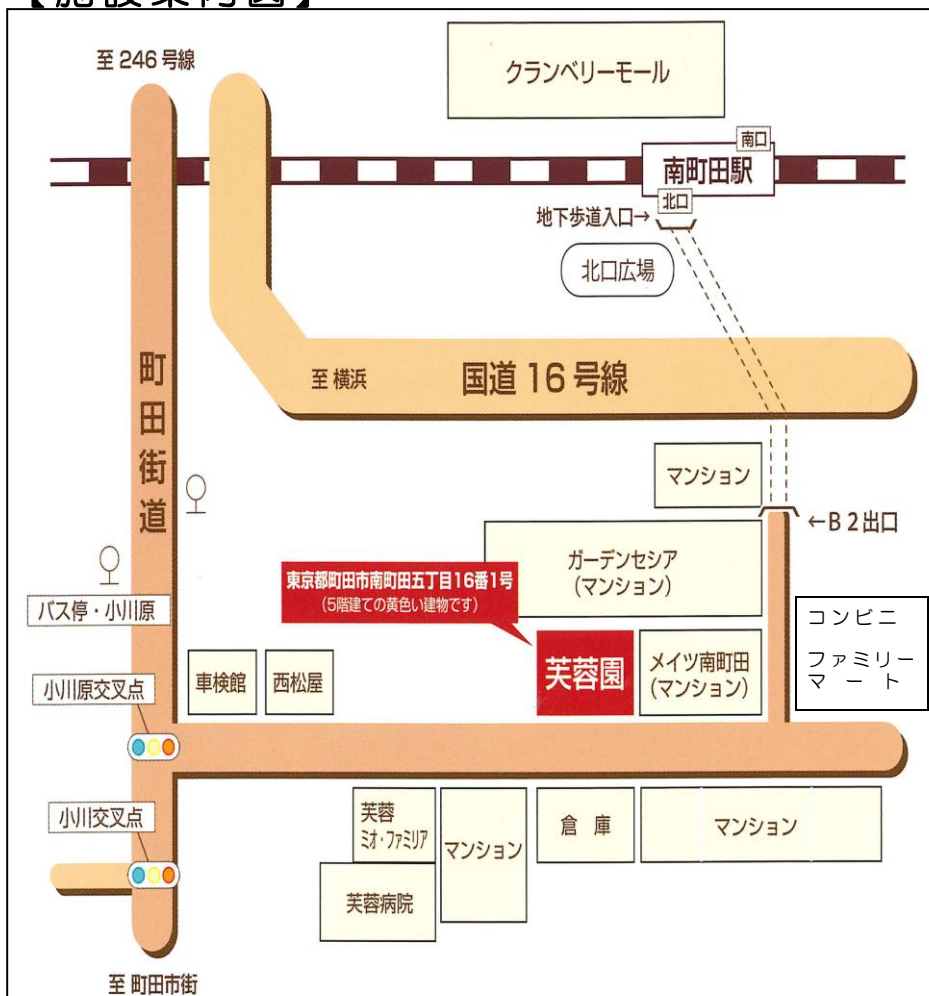 【施設案内図】
至 246 号線
クランベリーモール
南口
南町田駅
北口
地下歩道入口→
北口広場
町田街道
至 横浜
国道 16 号線
マンション
←B 2 出口
ガーデンセシア
(マンション)
東京都町田市南町田五丁目16番1号
(5階建ての黄色い建物です)
バス停・小川原
コンビニ
ファミリー
マート
芙蓉園
メイツ南町田
(マンション)
車検館
西松屋
小川原交叉点
小川交叉点
芙蓉
ミオ・ファミリア
マンション
倉 庫
マンション
芙蓉病院
至 町田市街